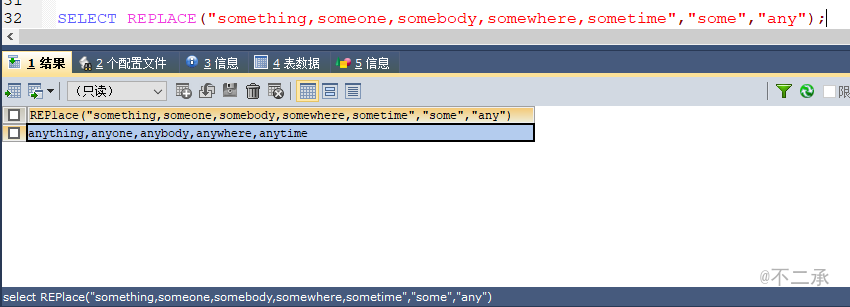 31
32 SELECT REPLACE("something,someone,somebody,somewhere,sometime","some","any");
1 结果 2 个配置文件 3 信息 4 表数据 5 信息
（只读） 限
REPlace("something,someone,somebody,somewhere,sometime","some","any")
anything,anyone,anybody,anywhere,anytime
@不二承
select REPlace("something,someone,somebody,somewhere,sometime","some","any")